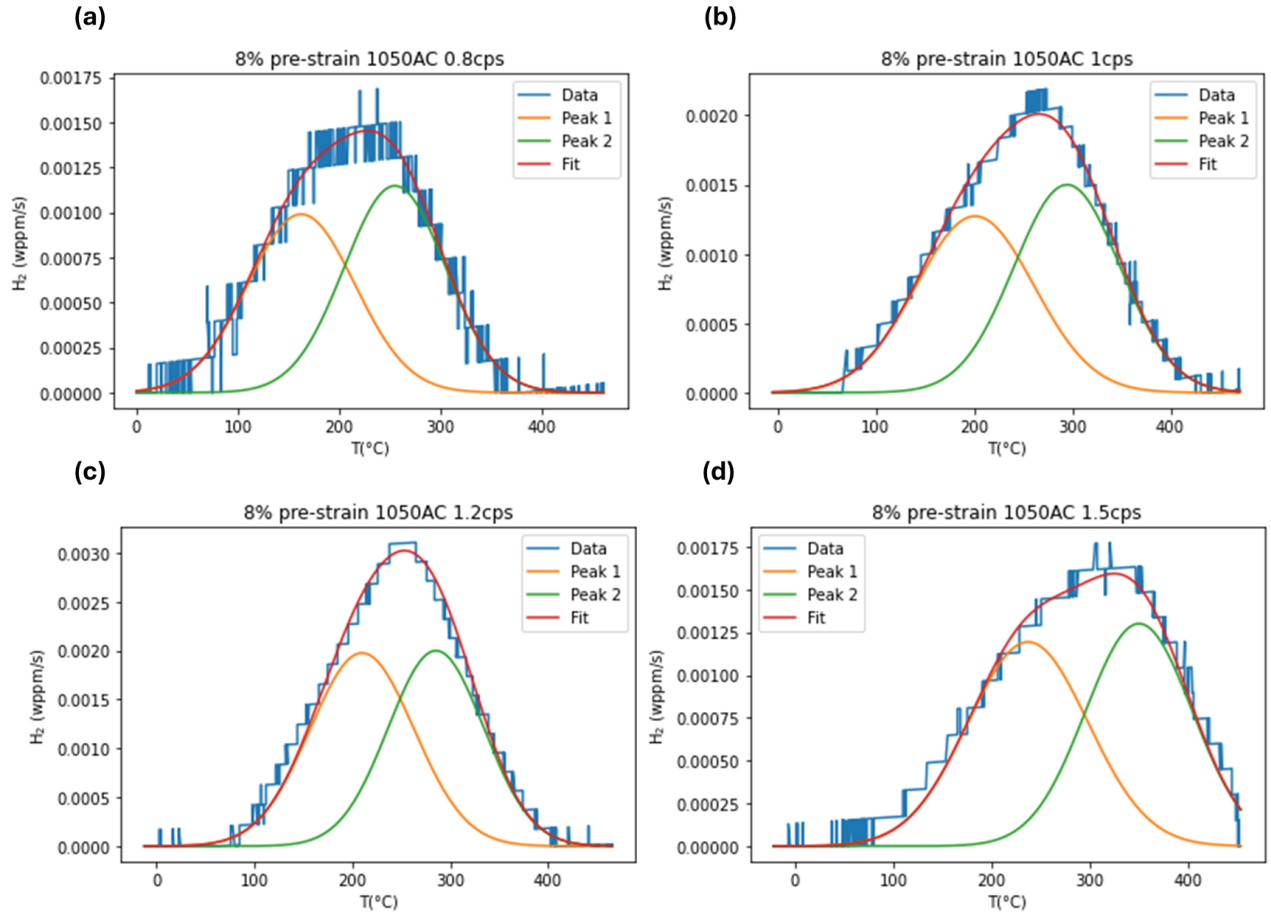 (a)
8% pre-strain 1050AC 0.8cps
0.00175
0.00150
0.00125
0.00100
0.00075
0.00050
0.00025
0.00000
H₂ (wppm/s)
0 100 200 300 400
T(°C)
Data
Peak 1
Peak 2
Fit
(b)
8% pre-strain 1050AC 1cps
0.0020
0.0015
0.0010
0.0005
0.0000
H₂ (wppm/s)
0 100 200 300 400
T(°C)
Data
Peak 1
Peak 2
Fit
(c)
8% pre-strain 1050AC 1.2cps
0.0030
0.0025
0.0020
0.0015
0.0010
0.0005
0.0000
H₂ (wppm/s)
0 100 200 300 400
T(°C)
Data
Peak 1
Peak 2
Fit
(d)
8% pre-strain 1050AC 1.5cps
0.00175
0.00150
0.00125
0.00100
0.00075
0.00050
0.00025
0.00000
H₂ (wppm/s)
0 100 200 300 400
T(°C)
Data
Peak 1
Peak 2
Fit